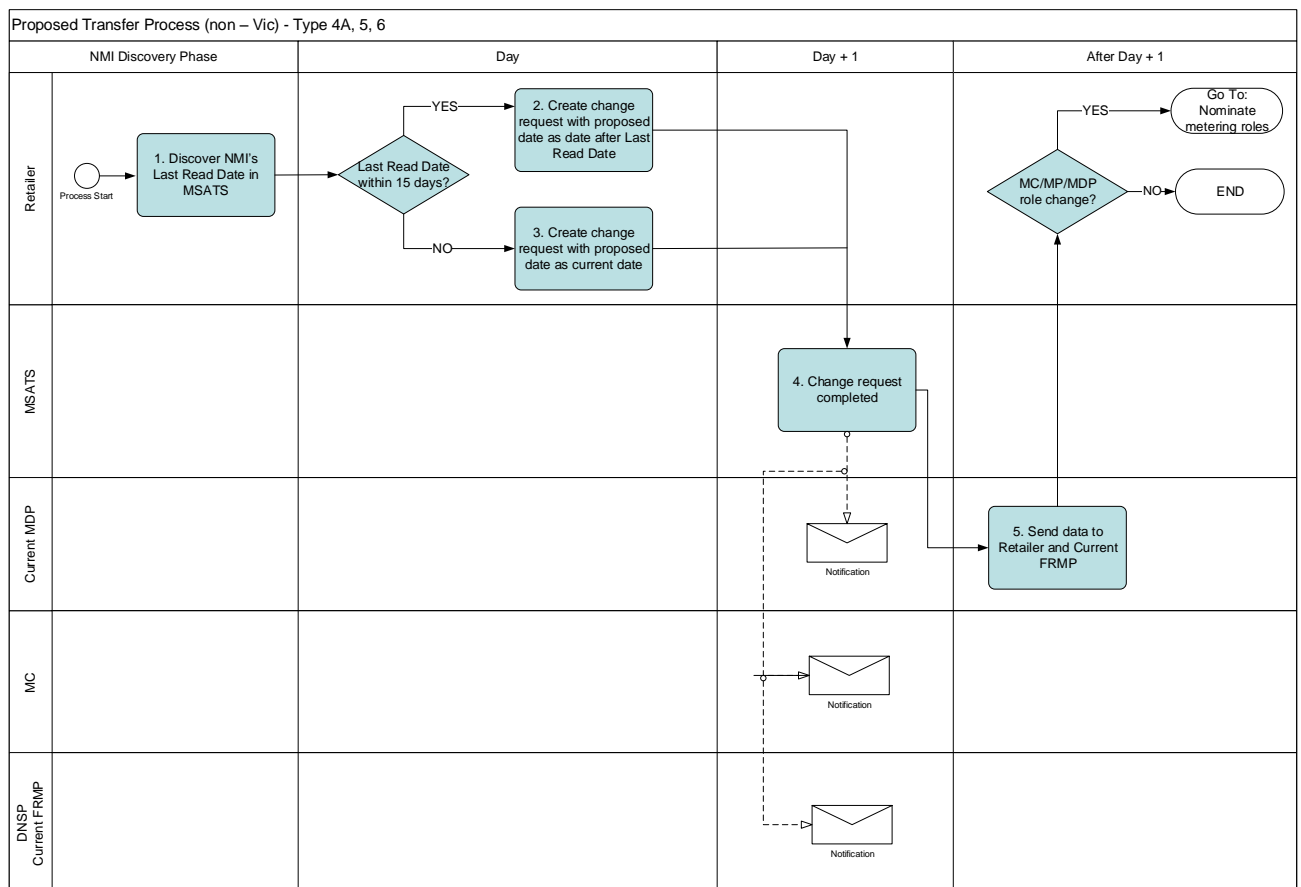 Proposed Transfer Process (non – Vic) - Type 4A, 5, 6
NMI Discovery Phase
Day
Day + 1
After Day + 1
Retailer
Process Start
1. Discover NMI's
Last Read Date in
MSATS
Last Read Date
within 15 days?
YES
2. Create change
request with proposed
date as date after Last
Read Date
NO
3. Create change
request with proposed
date as current date
MC/MP/MDP
role change?
YES
Go To:
Nominate
metering roles
NO
END
MSATS
4. Change request
completed
Current MDP
Notification
5. Send data to
Retailer and Current
FRMP
MC
Notification
DNSP
Current FRMP
Notification